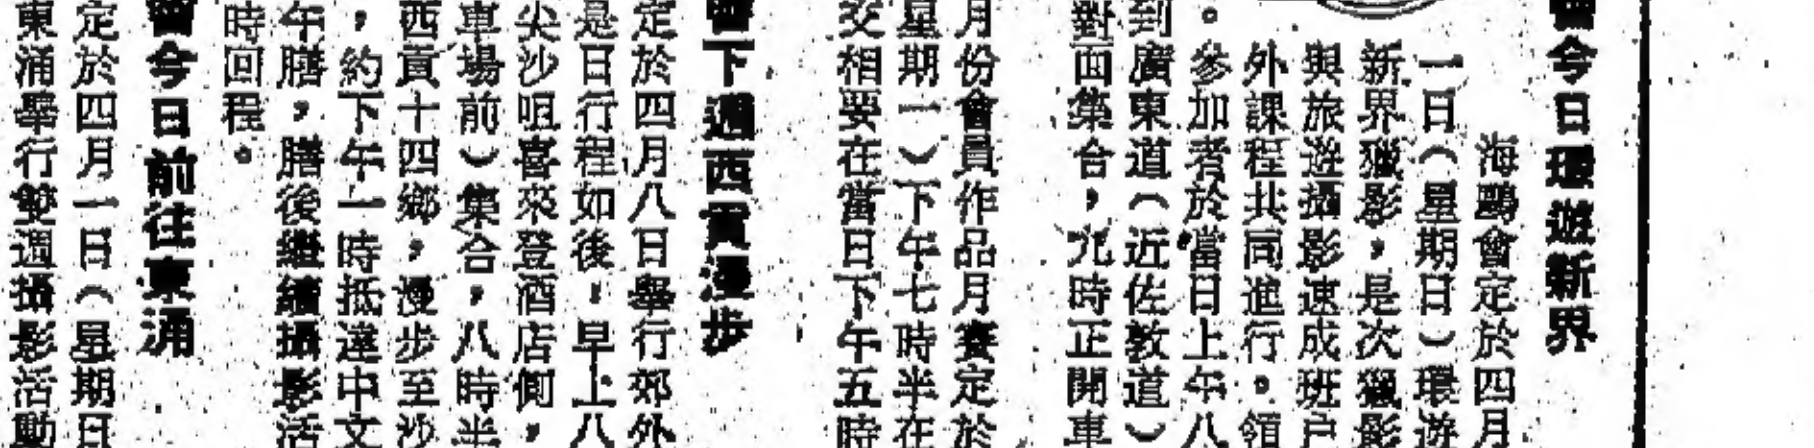 會今日環遊新界
海鷗會定於四月
一日（星期日）環遊
新界獵影，是次獵影
與旅遊攝影速成班戶
外課程共同進行。領
參加者於當日上午八
。
到廣東道（近佐敦道）
對面集合，九時正開車
月份會員作品月賽定於
星期一）下午七時半在
交相要在當日下午五時
會下週西貢漫步
定於四月八日舉行郊外
是日行程如後，早上八
尖沙咀喜來登酒店側，
車場前）集合，八時半
西貢十四鄉，漫步至沙
，約下午一時抵達中文
午膳，膳後繼續攝影活
時回程。
會今日前往東涌
定於四月一日（星期日
東涌舉行雙週攝影活動